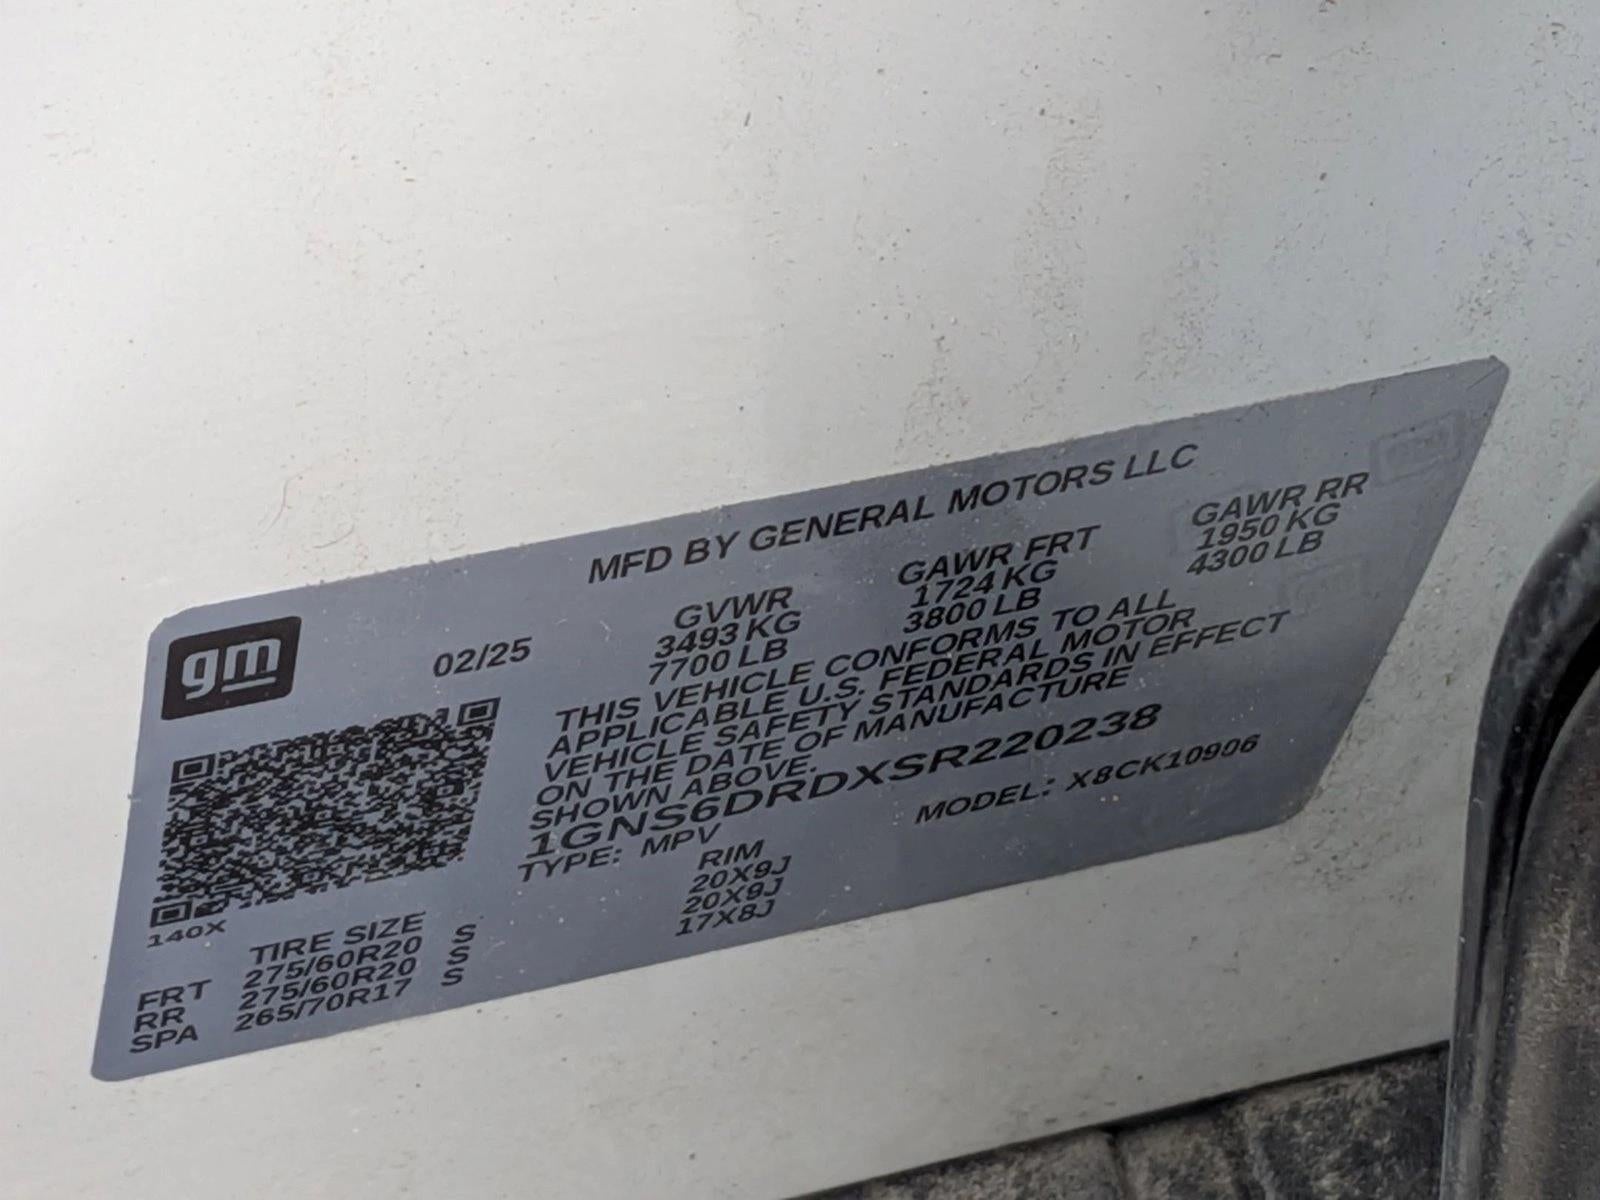 MFD BY GENERAL MOTORS LLC
gm
02/25
GVWR
3493 KG
7700 LB
GAWR FRT
1724 KG
3800 LB
GAWR RR
1950 KG
4300 LB
THIS VEHICLE CONFORMS TO ALL
APPLICABLE U.S. FEDERAL MOTOR
VEHICLE SAFETY STANDARDS IN EFFECT
ON THE DATE OF MANUFACTURE
SHOWN ABOVE.
1GNS6DRDXSR220238
TYPE: MPV
MODEL: X8CK10906
140X
TIRE SIZE
RIM
FRT 275/60R20 S 20X9J
RR 275/60R20 S 20X9J
SPA 265/70R17 S 17X8J